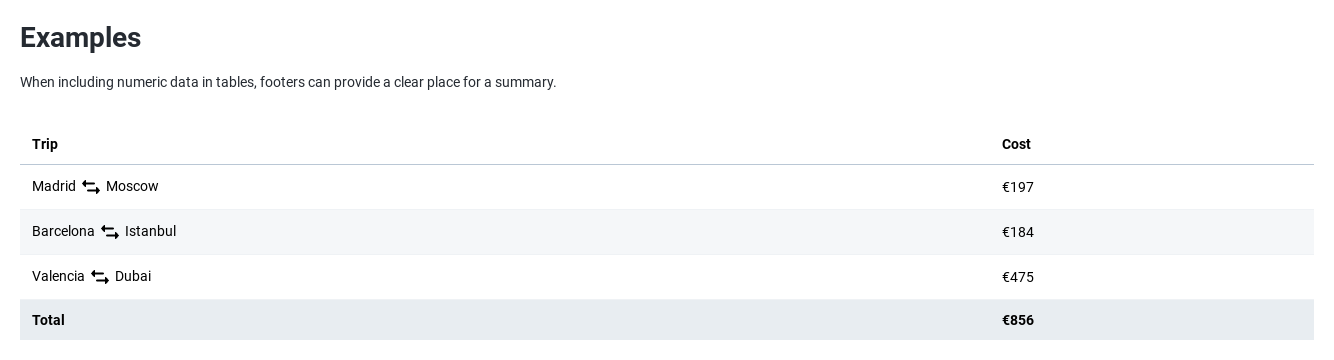 Examples
When including numeric data in tables, footers can provide a clear place for a summary.
Trip Cost
Madrid Moscow €197
Barcelona Istanbul €184
Valencia Dubai €475
Total €856